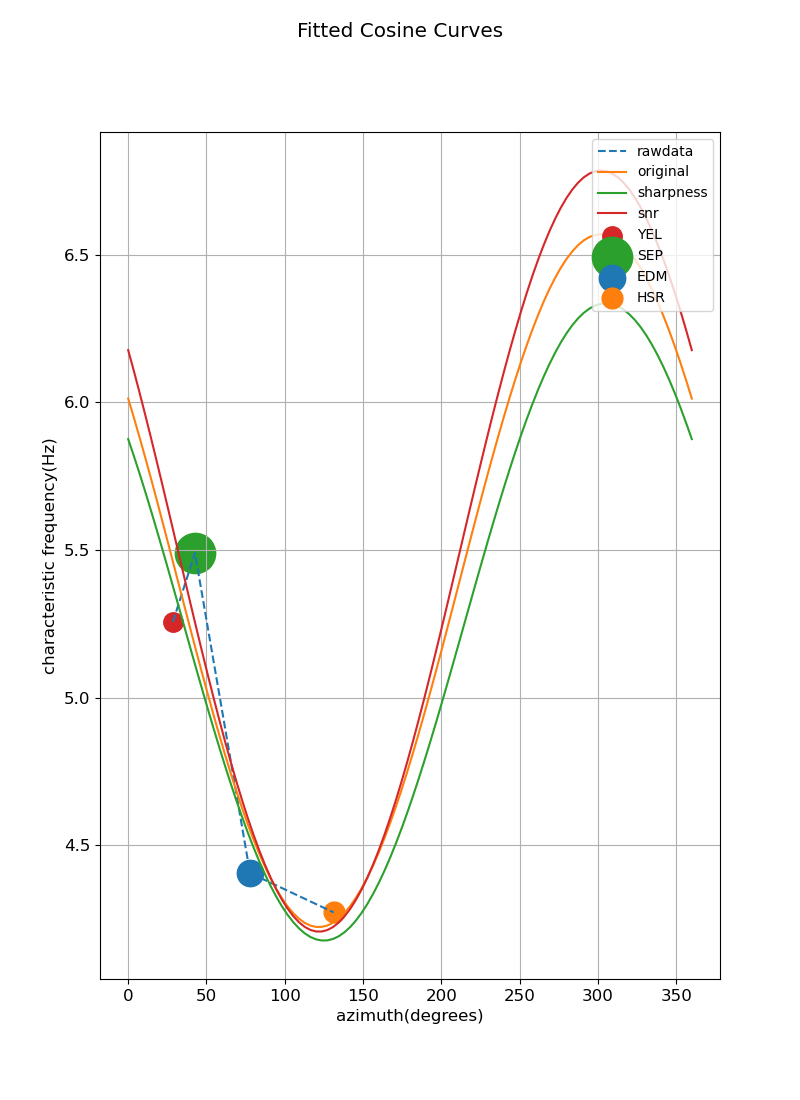 Fitted Cosine Curves
rawdata
original
sharpness
snr
YEL
SEP
EDM
HSR
6.5
6.0
5.5
5.0
4.5
characteristic frequency(Hz)
0 50 100 150 200 250 300 350
azimuth(degrees)